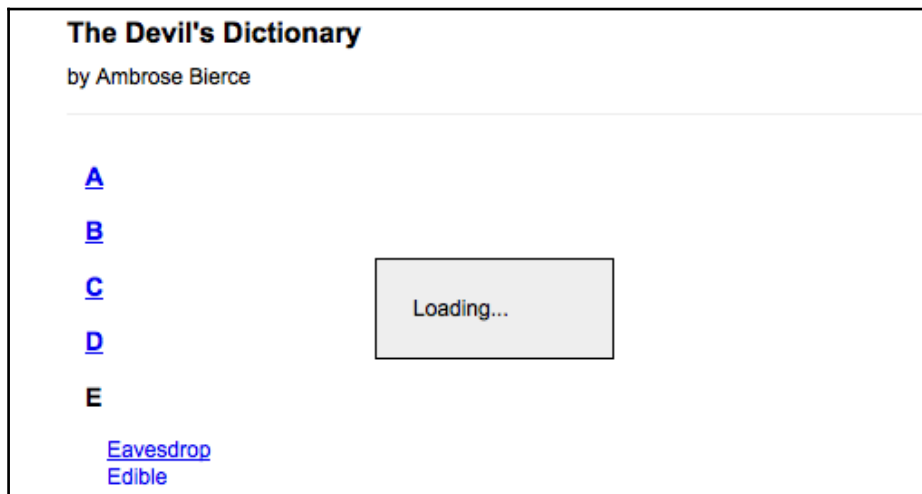 The Devil's Dictionary
by Ambrose Bierce
A
B
C
D
E
Loading...
Eavesdrop
Edible